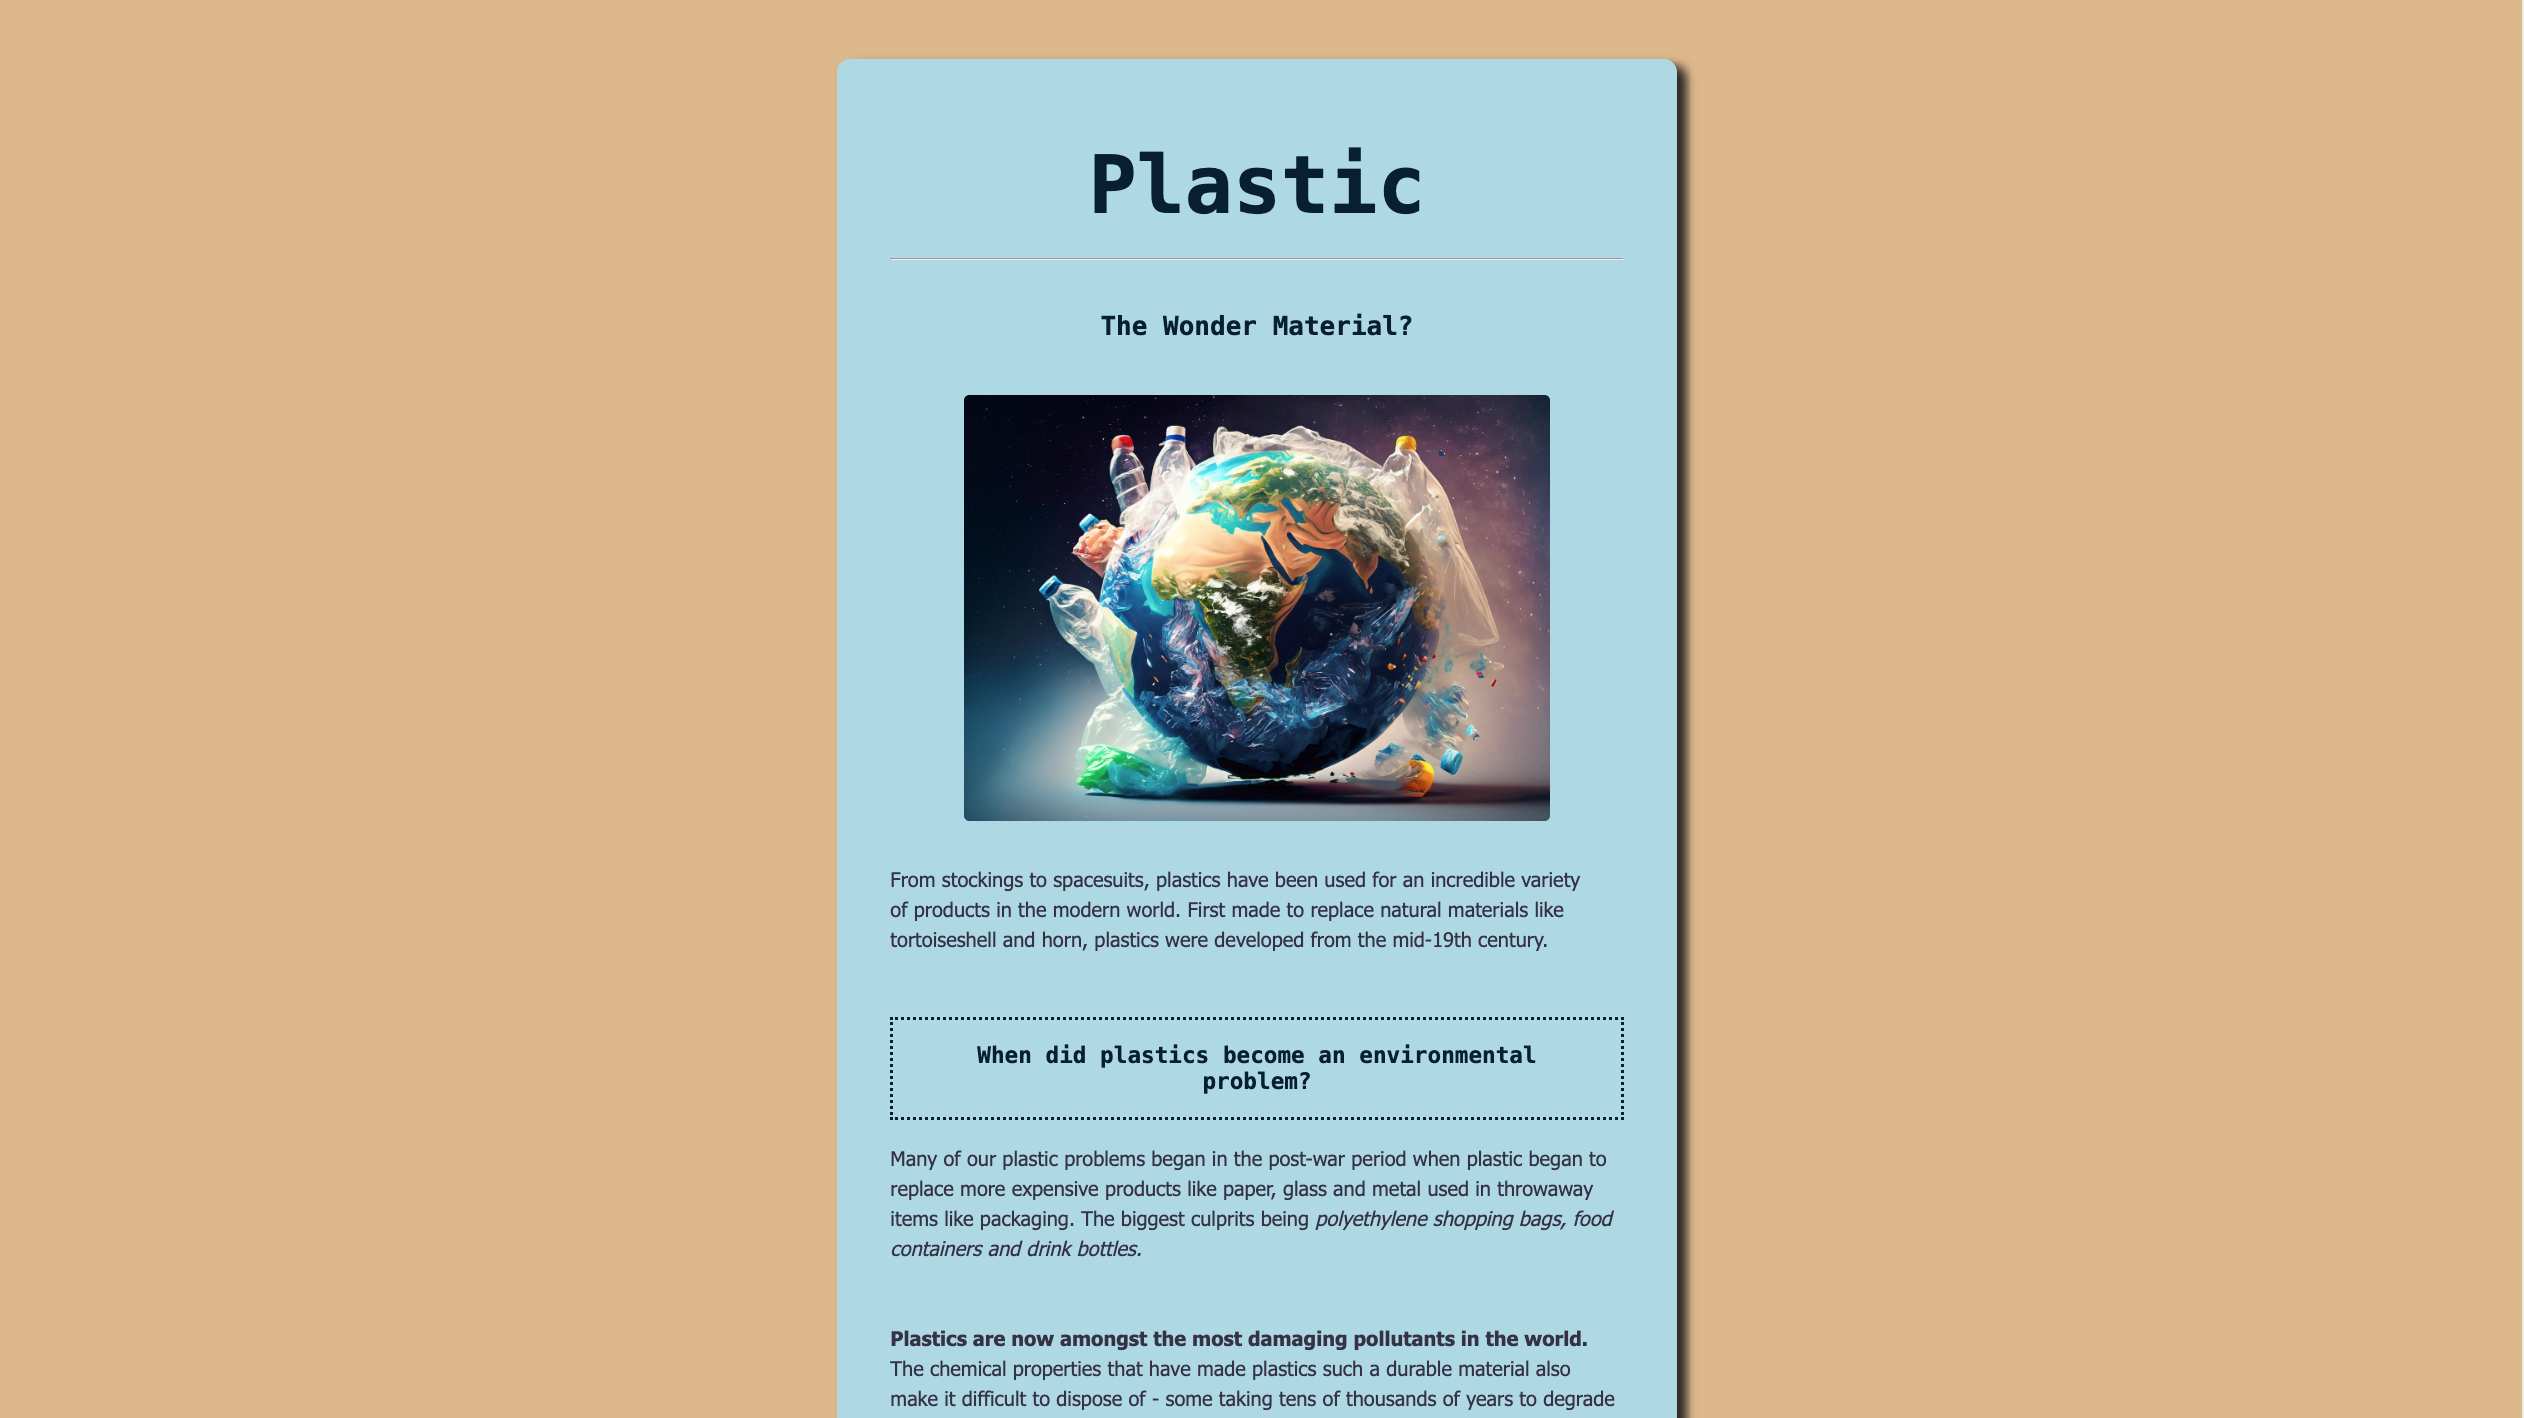 Plastic
The Wonder Material?
From stockings to spacesuits, plastics have been used for an incredible variety
of products in the modern world. First made to replace natural materials like
tortoiseshell and horn, plastics were developed from the mid-19th century.
When did plastics become an environmental
problem?
Many of our plastic problems began in the post-war period when plastic began to
replace more expensive products like paper, glass and metal used in throwaway
items like packaging. The biggest culprits being polyethylene shopping bags, food
containers and drink bottles.
Plastics are now amongst the most damaging pollutants in the world.
The chemical properties that have made plastics such a durable material also
make it difficult to dispose of - some taking tens of thousands of years to degrade